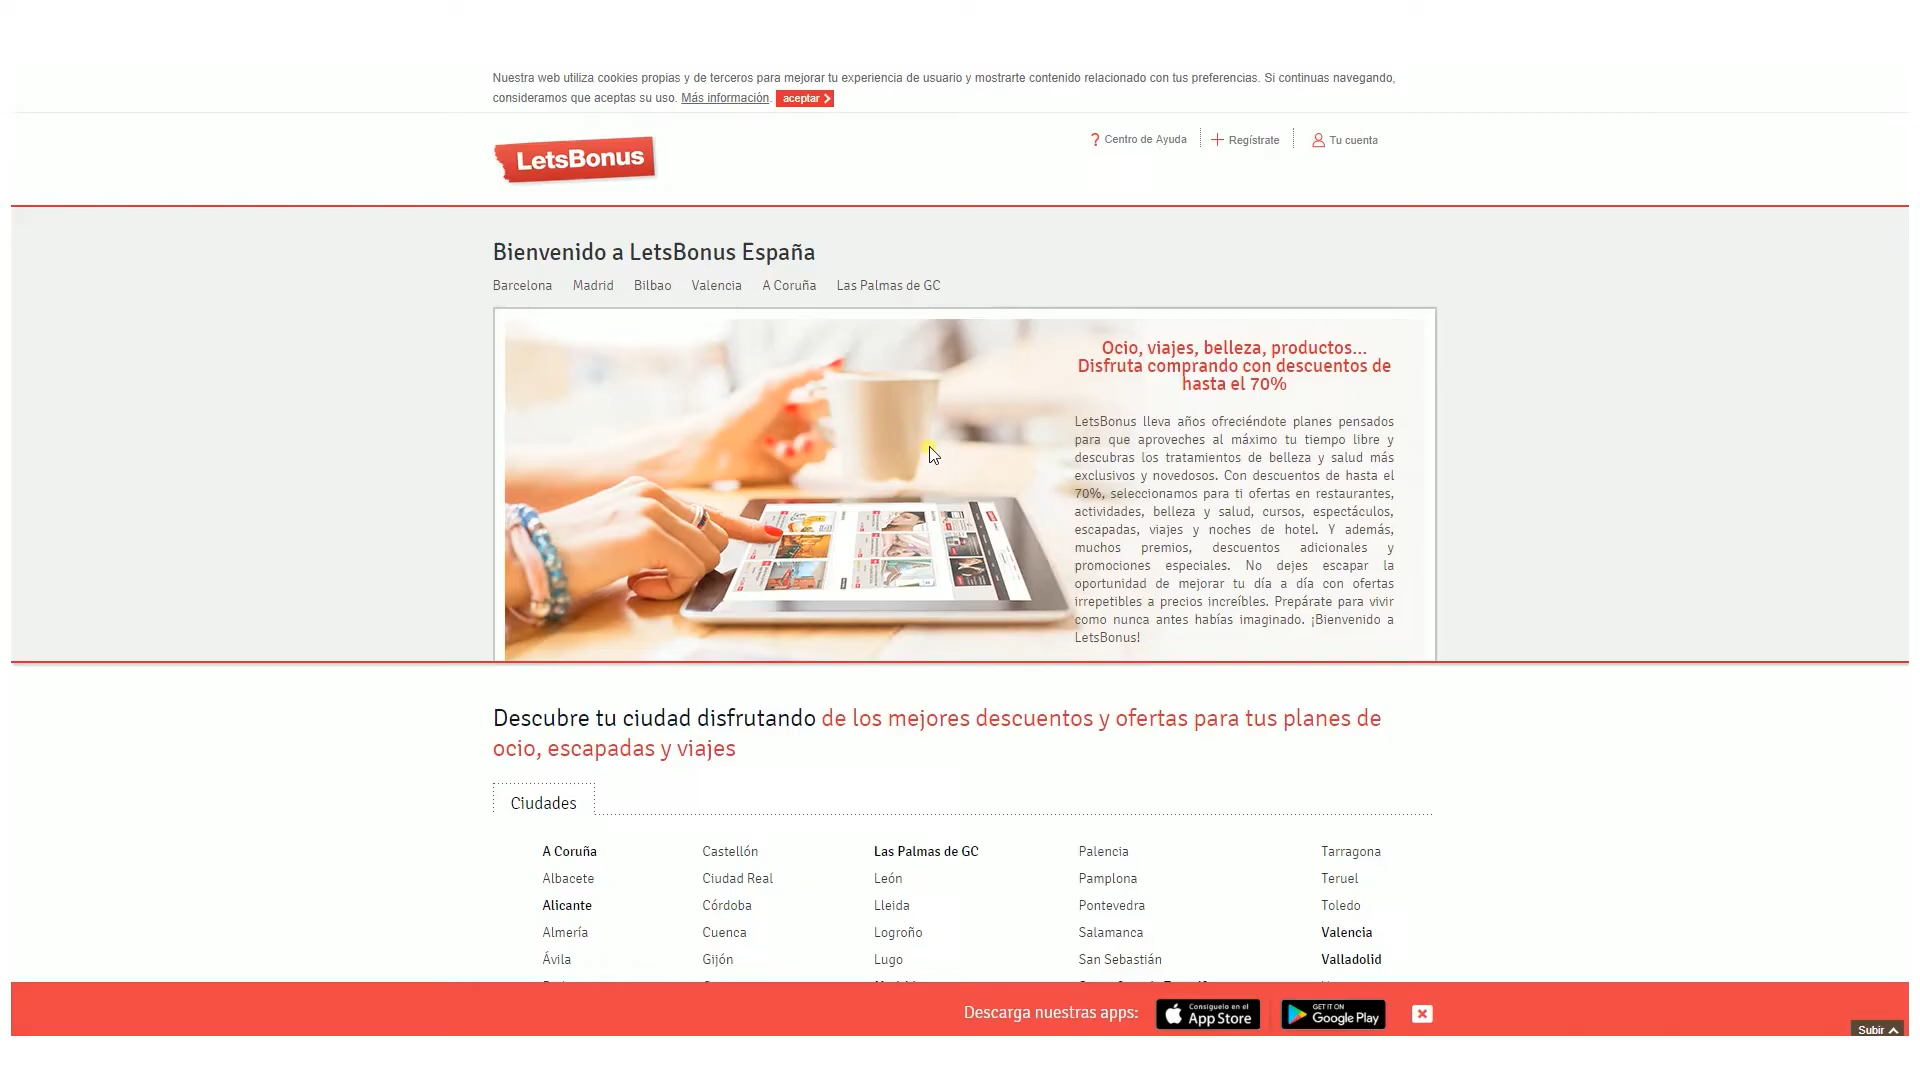 Nuestra web utiliza cookies propias y de terceros para mejorar tu experiencia de usuario y mostrarte contenido relacionado con tus preferencias. Si continuas navegando,
consideramos que aceptas su uso. Más información. aceptar
LetsBonus
? Centro de Ayuda
Regístrate
Tu cuenta
Bienvenido a LetsBonus España
Barcelona Madrid Bilbao Valencia A Coruña Las Palmas de GC
Ocio, viajes, belleza, productos...
Disfruta comprando con descuentos de
hasta el 70%
LetsBonus lleva años ofreciéndote planes pensados
para que aproveches al máximo tu tiempo libre y
descubras los tratamientos de belleza y salud más
exclusivos y novedosos. Con descuentos de hasta el
70%, seleccionamos para ti ofertas en restaurantes,
actividades, belleza y salud, cursos, espectáculos,
escapadas, viajes y noches de hotel. Y además,
muchos premios, descuentos adicionales y
promociones especiales. No dejes escapar la
oportunidad de mejorar tu día a día con ofertas
irrepetibles a precios increíbles. Prepárate para vivir
como nunca antes habías imaginado. ¡Bienvenido a
LetsBonus!
Descubre tu ciudad disfrutando de los mejores descuentos y ofertas para tus planes de
ocio, escapadas y viajes
Ciudades
A Coruña Castellón Las Palmas de GC Palencia Tarragona
Albacete Ciudad Real León Pamplona Teruel
Alicante Córdoba Lleida Pontevedra Toledo
Almería Cuenca Logroño Salamanca Valencia
Ávila Gijón Lugo San Sebastián Valladolid
Descarga nuestras apps:
Consíguelo en el
App Store
GET IT ON
Google Play
Subir